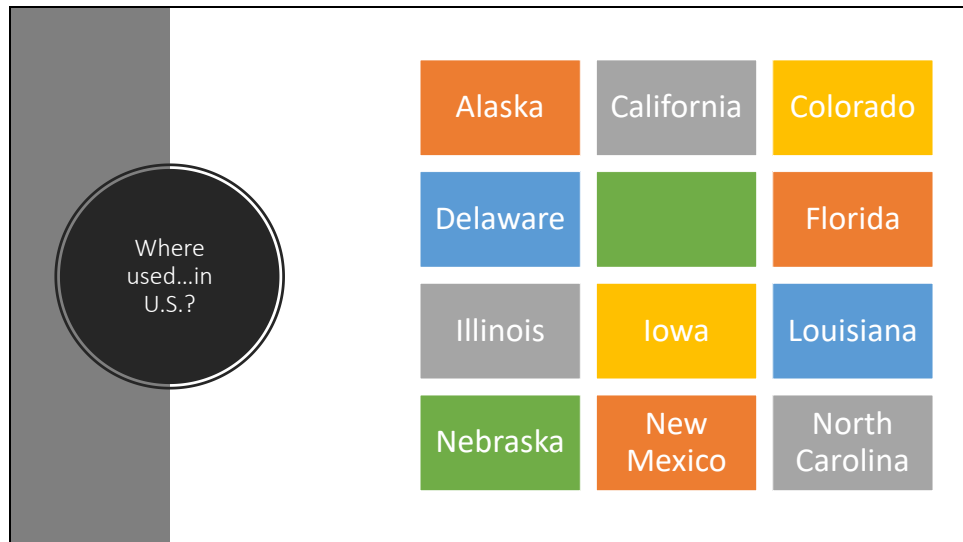 Where
used...in
U.S.?
Alaska
California
Colorado
Delaware
Florida
Illinois
Iowa
Louisiana
Nebraska
New
Mexico
North
Carolina